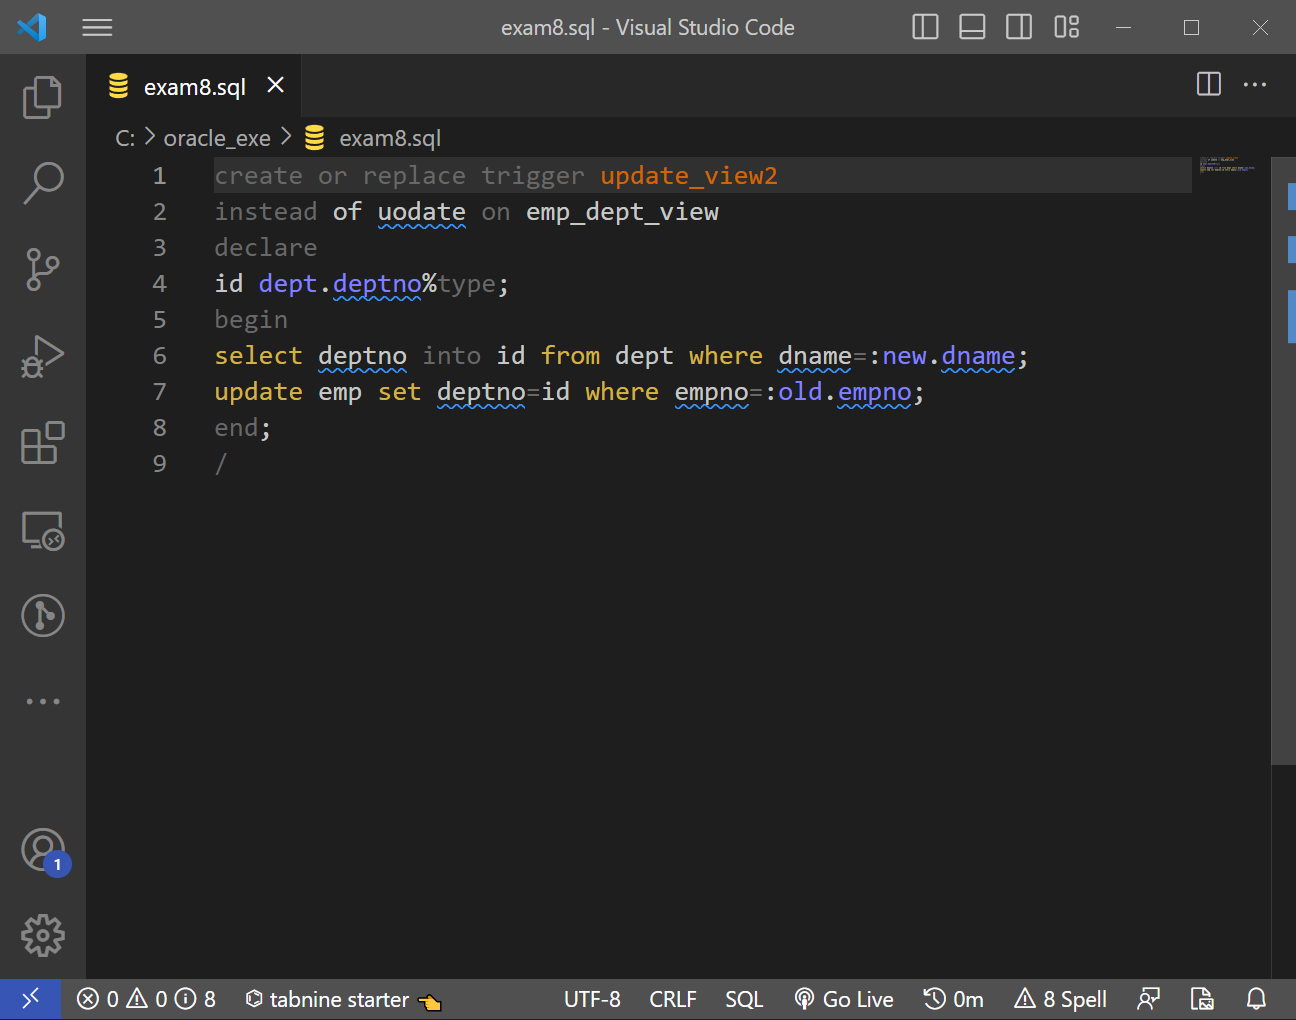 exam8.sql - Visual Studio Code
exam8.sql
C: > oracle_exe > exam8.sql
1 create or replace trigger update_view2
2 instead of uodate on emp_dept_view
3 declare
4 id dept.deptno%type;
5 begin
6 select deptno into id from dept where dname=:new.dname;
7 update emp set deptno=id where empno=:old.empno;
8 end;
9 /
1
0 0 8 tabnine starter UTF-8 CRLF SQL Go Live 0m 8 Spell